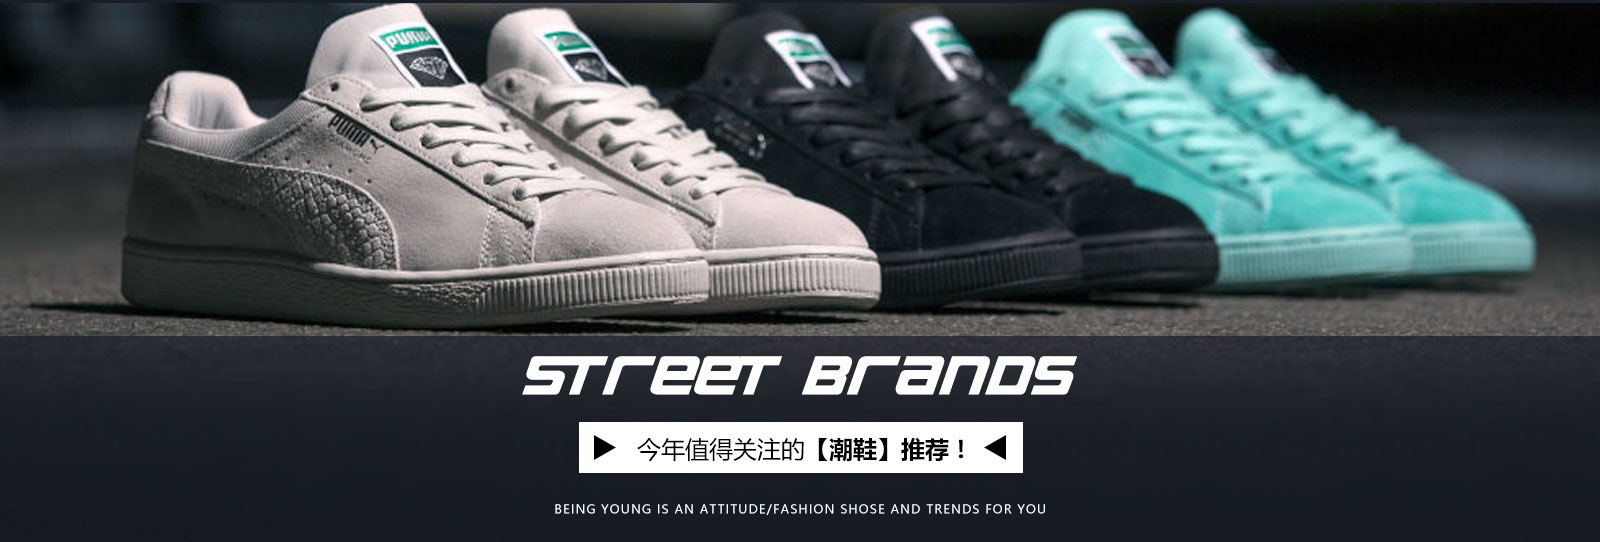 PUMA
PUMA
STREET BRANDS
今年值得关注的【潮鞋】推荐！
BEING YOUNG IS AN ATTITUDE/FASHION SHOSE AND TRENDS FOR YOU